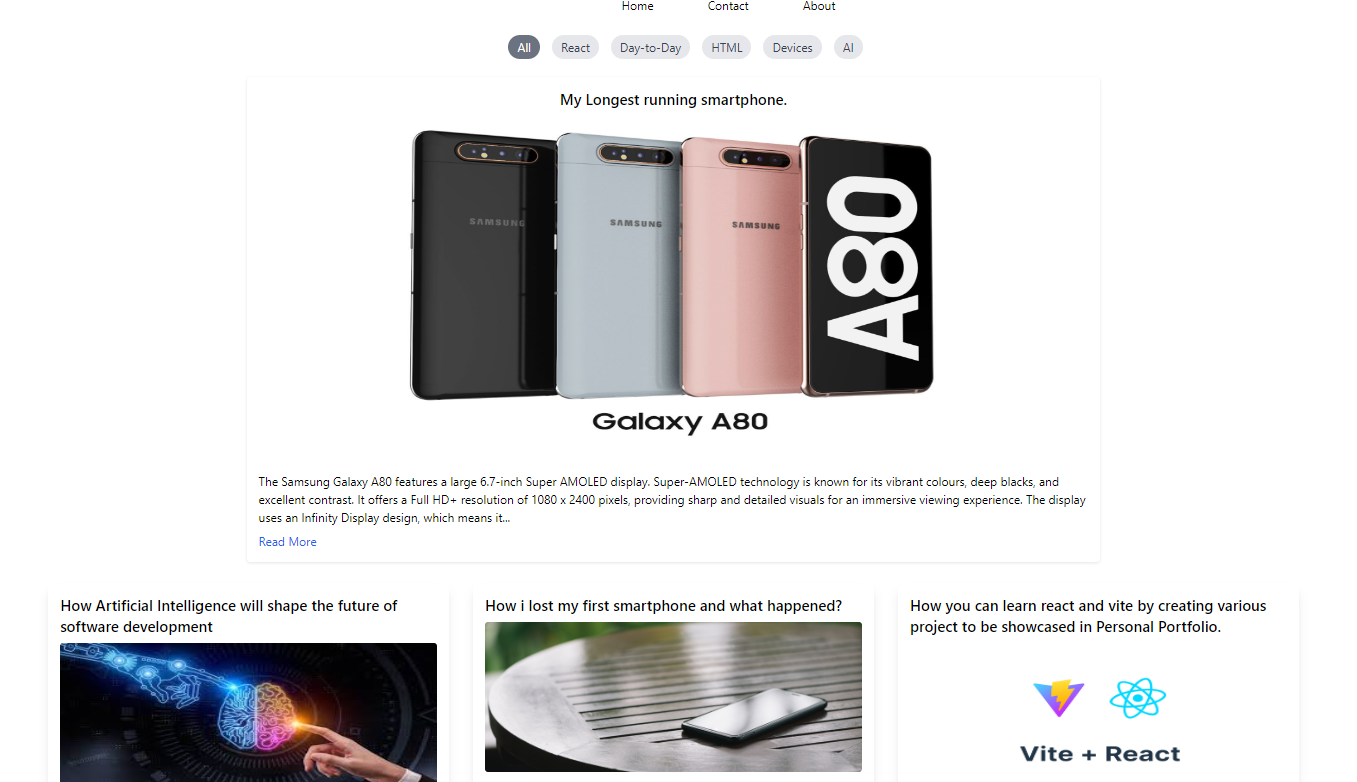 Home Contact About
All React Day-to-Day HTML Devices AI
My Longest running smartphone.
SAMSUNG SAMSUNG SAMSUNG
A80
Galaxy A80
The Samsung Galaxy A80 features a large 6.7-inch Super AMOLED display. Super-AMOLED technology is known for its vibrant colours, deep blacks, and
excellent contrast. It offers a Full HD+ resolution of 1080 x 2400 pixels, providing sharp and detailed visuals for an immersive viewing experience. The display
uses an Infinity Display design, which means it...
Read More
How Artificial Intelligence will shape the future of
software development
How i lost my first smartphone and what happened?
How you can learn react and vite by creating various
project to be showcased in Personal Portfolio.
Vite + React